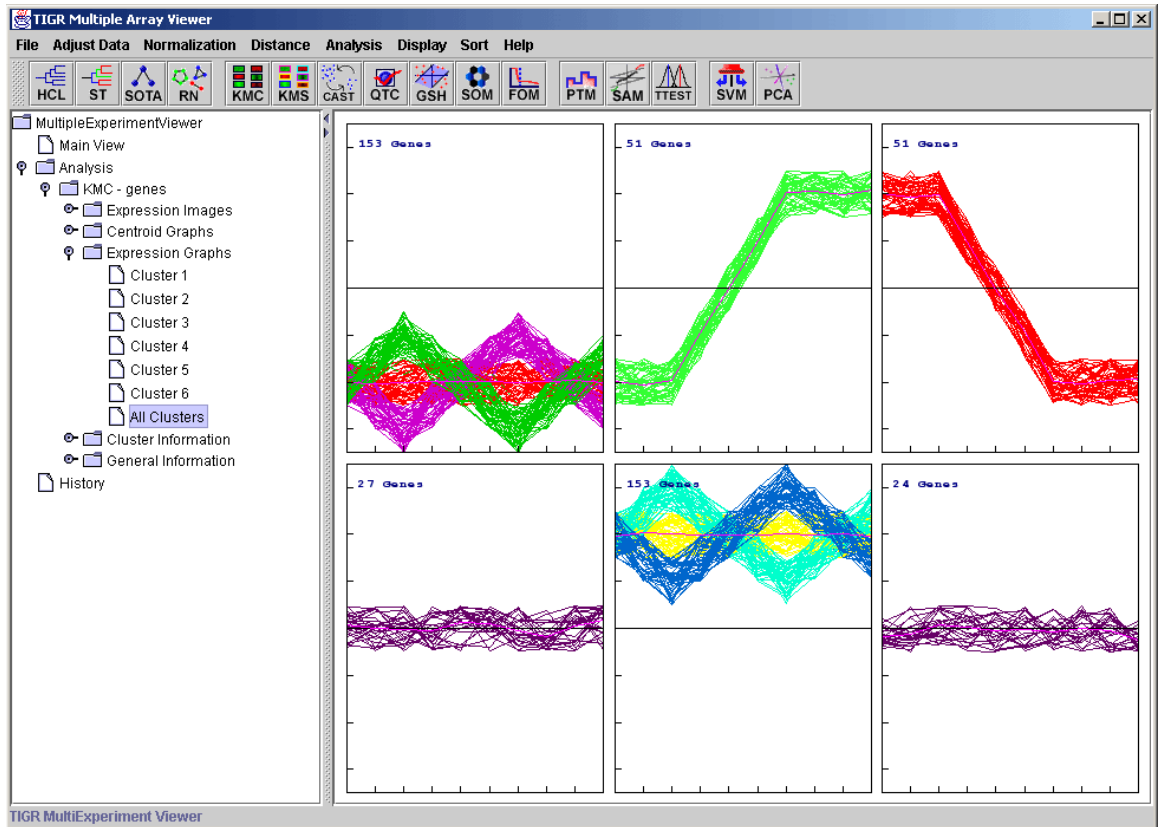 TIGR Multiple Array Viewer
File Adjust Data Normalization Distance Analysis Display Sort Help
HCL ST SOTA RN KMC KMS CAST QTC GSH SOM FOM PTM SAM TTEST SVM PCA
MultipleExperimentViewer
Main View
Analysis
KMC - genes
Expression Images
Centroid Graphs
Expression Graphs
Cluster 1
Cluster 2
Cluster 3
Cluster 4
Cluster 5
Cluster 6
All Clusters
Cluster Information
General Information
History
153 Genes
51 Genes
51 Genes
27 Genes
153 Genes
24 Genes
TIGR MultiExperiment Viewer